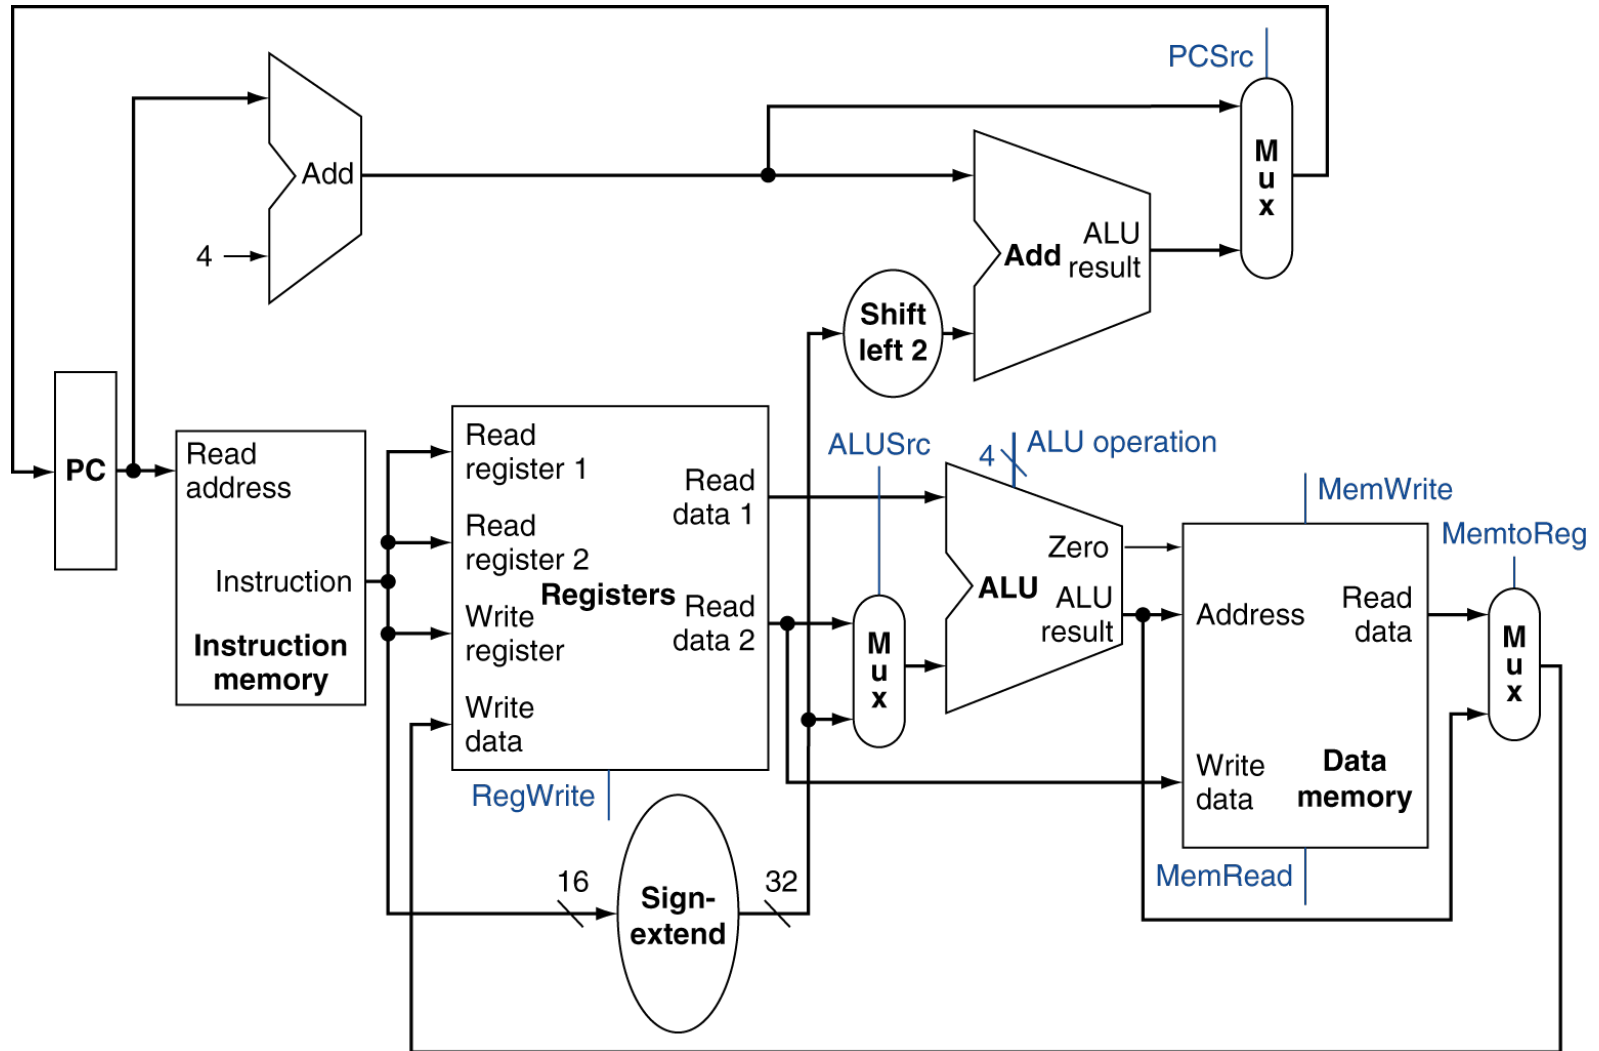 PCSrc
M
u
x
Add
4
Add
ALU
result
Shift
left 2
PC
Read
address
Instruction
Instruction
memory
Read
register 1
Read
register 2
Write
register
Write
data
Registers
Read
data 1
Read
data 2
RegWrite
16
Sign-
extend
32
ALUSrc
M
u
x
4
ALU operation
Zero
ALU
ALU
result
MemWrite
Address
Read
data
Write
data
Data
memory
MemRead
MemtoReg
M
u
x